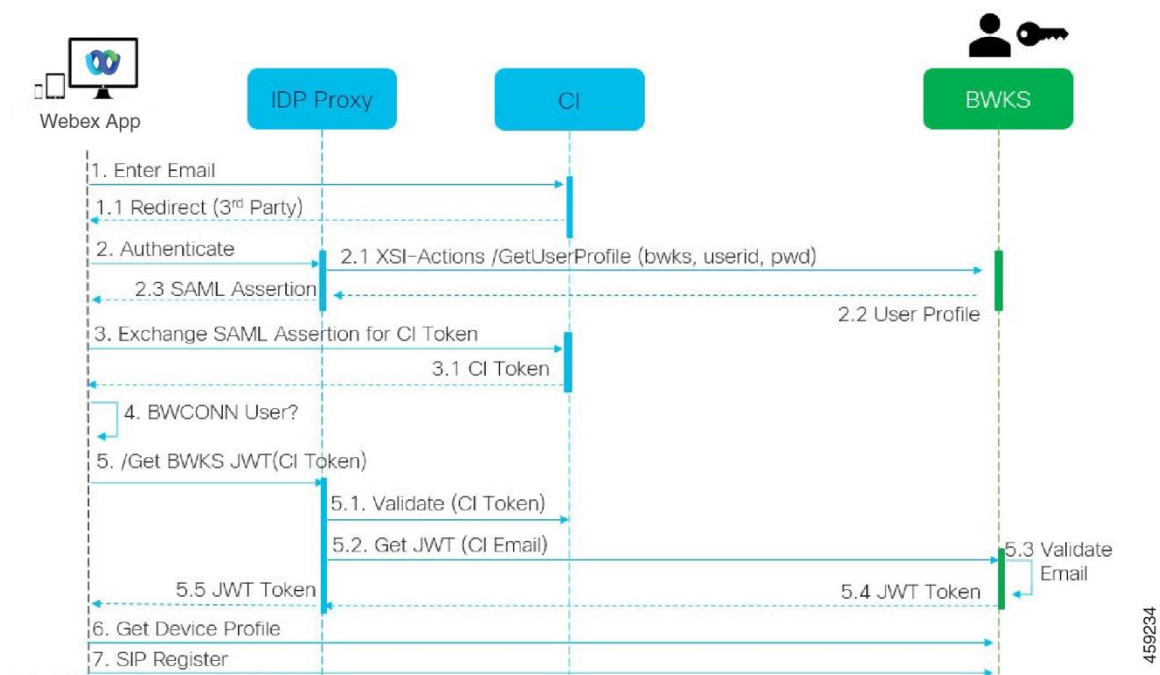 Webex App
IDP Proxy
CI
BWKS
1. Enter Email
1.1 Redirect (3rd Party)
2. Authenticate
2.1 XSI-Actions /GetUserProfile (bwks, userid, pwd)
2.3 SAML Assertion
2.2 User Profile
3. Exchange SAML Assertion for CI Token
3.1 CI Token
4. BWCONN User?
5. /Get BWKS JWT(CI Token)
5.1. Validate (CI Token)
5.2. Get JWT (CI Email)
5.3 Validate
Email
5.5 JWT Token
5.4 JWT Token
6. Get Device Profile
7. SIP Register
459234